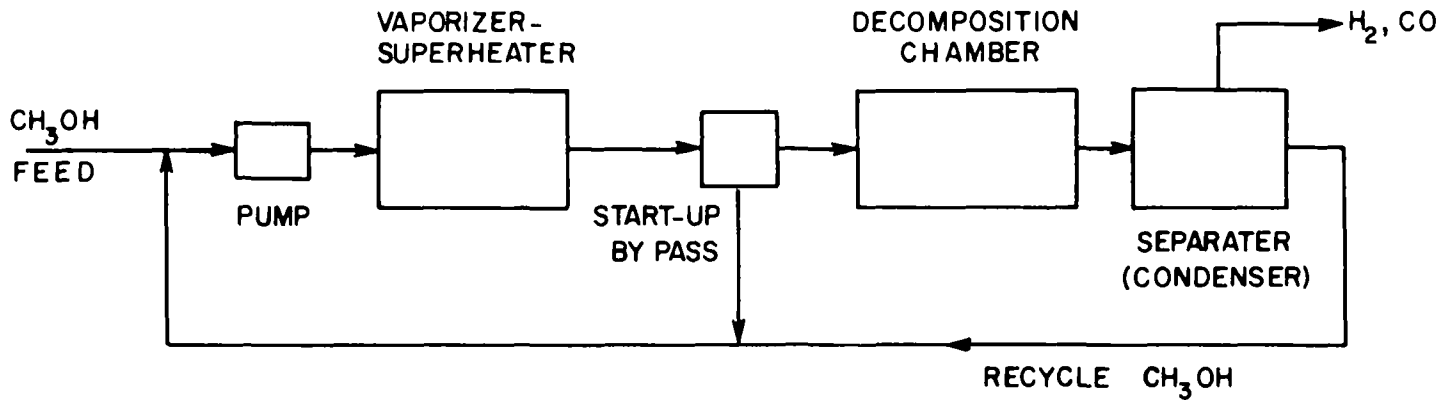 VAPORIZER-
SUPERHEATER
DECOMPOSITION
CHAMBER
H₂, CO
CH₃OH
FEED
PUMP
START-UP
BY PASS
SEPARATER
(CONDENSER)
RECYCLE CH₃OH